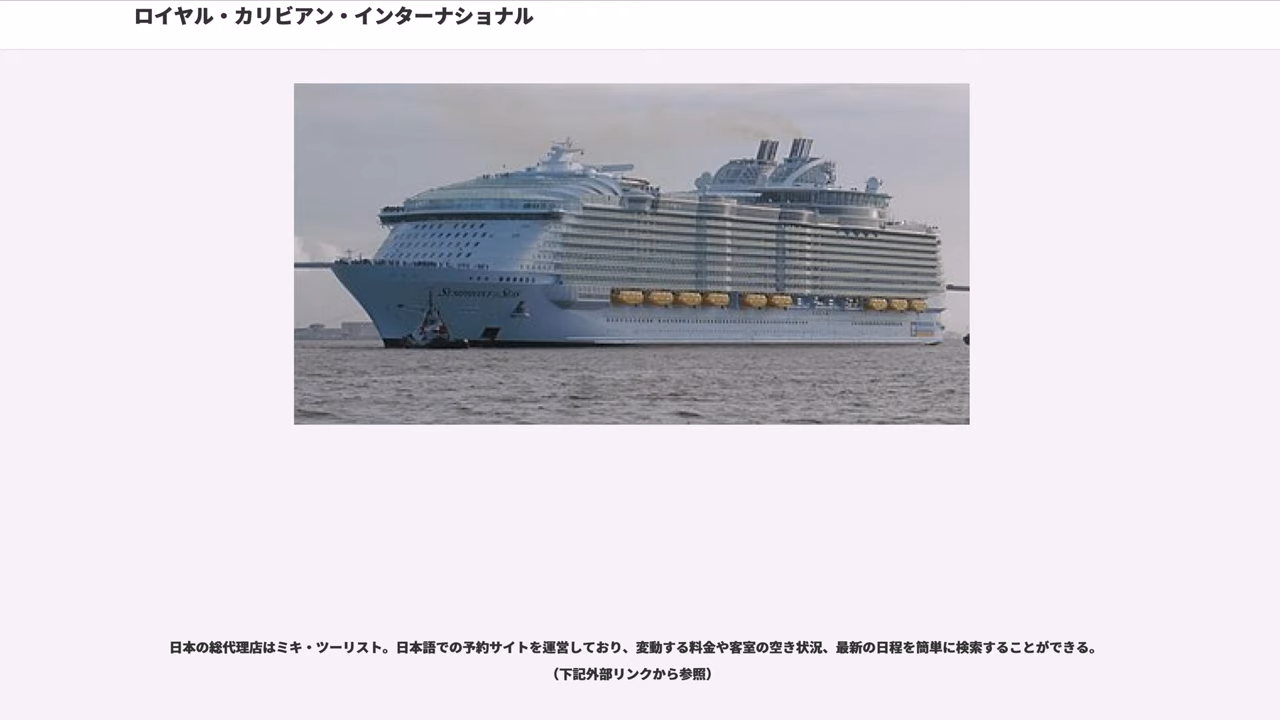 ロイヤル・カリビアン・インターナショナル
SYMPHONY OF THE SEAS
日本の総代理店はミキ・ツーリスト。日本語での予約サイトを運営しており、変動する料金や客室の空き状況、最新の日程を簡単に検索することができる。
（下記外部リンクから参照）